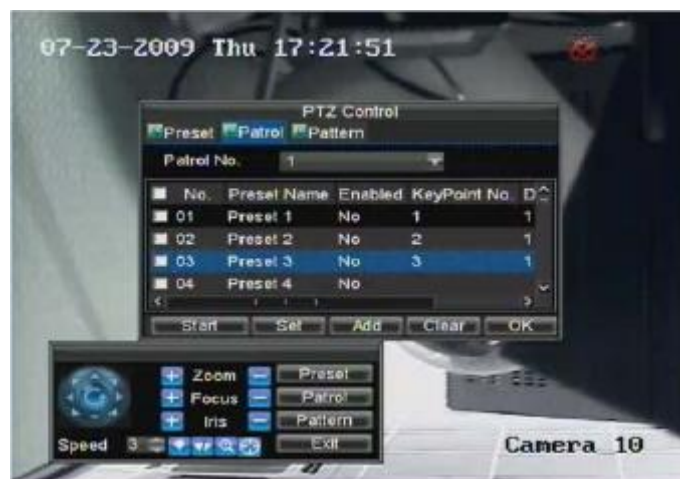 07-23-2009 Thu 17:21:51
PTZ Control
Preset Patrol Pattern
Patrol No. 1
No. Preset Name Enabled KeyPoint No D
01 Preset 1 No 1 1
02 Preset 2 No 2 1
03 Preset 3 No 3 1
04 Preset 4 No
Start Set Add Clear OK
+ Zoom − Preset
+ Focus − Patrol
+ Iris − Pattern
Speed 3 Exit
Camera 10